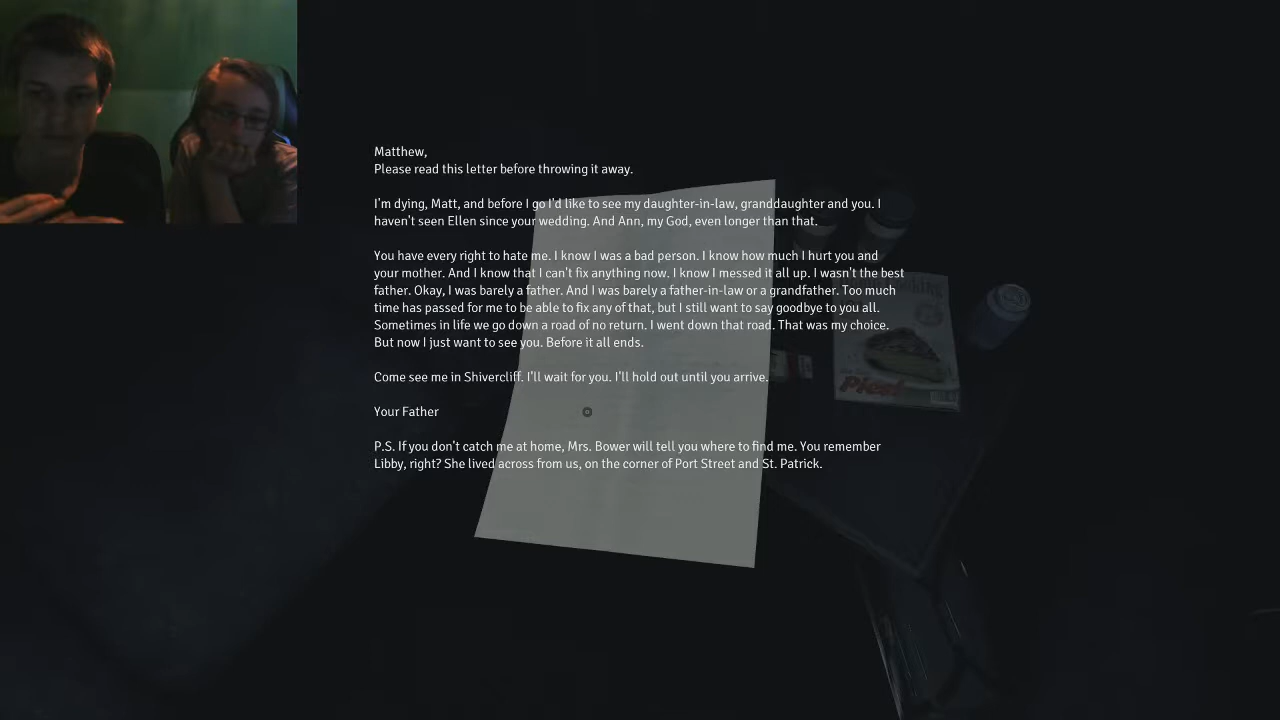 Matthew,
Please read this letter before throwing it away.
I'm dying, Matt, and before I go I'd like to see my daughter-in-law, granddaughter and you. I
haven't seen Ellen since your wedding. And Ann, my God, even longer than that.
You have every right to hate me. I know I was a bad person. I know how much I hurt you and
your mother. And I know that I can't fix anything now. I know I messed it all up. I wasn't the best
father. Okay, I was barely a father. And I was barely a father-in-law or a grandfather. Too much
time has passed for me to be able to fix any of that, but I still want to say goodbye to you all.
Sometimes in life we go down a road of no return. I went down that road. That was my choice.
But now I just want to see you. Before it all ends.
Come see me in Shivercliff. I'll wait for you. I'll hold out until you arrive.
Your Father
P.S. If you don't catch me at home, Mrs. Bower will tell you where to find me. You remember
Libby, right? She lived across from us, on the corner of Port Street and St. Patrick.
Pies!